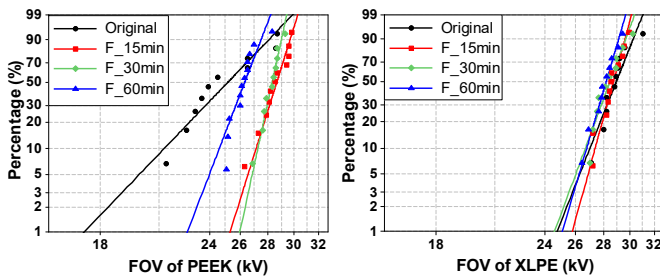 Original
F_15min
F_30min
F_60min
99
90
70
50
30
20
10
5
3
2
1
Percentage (%)
18
24
26
28
30
32
FOV of PEEK (kV)
Original
F_15min
F_30min
F_60min
99
90
70
50
30
20
10
5
3
2
1
Percentage (%)
18
24
26
28
30
32
FOV of XLPE (kV)